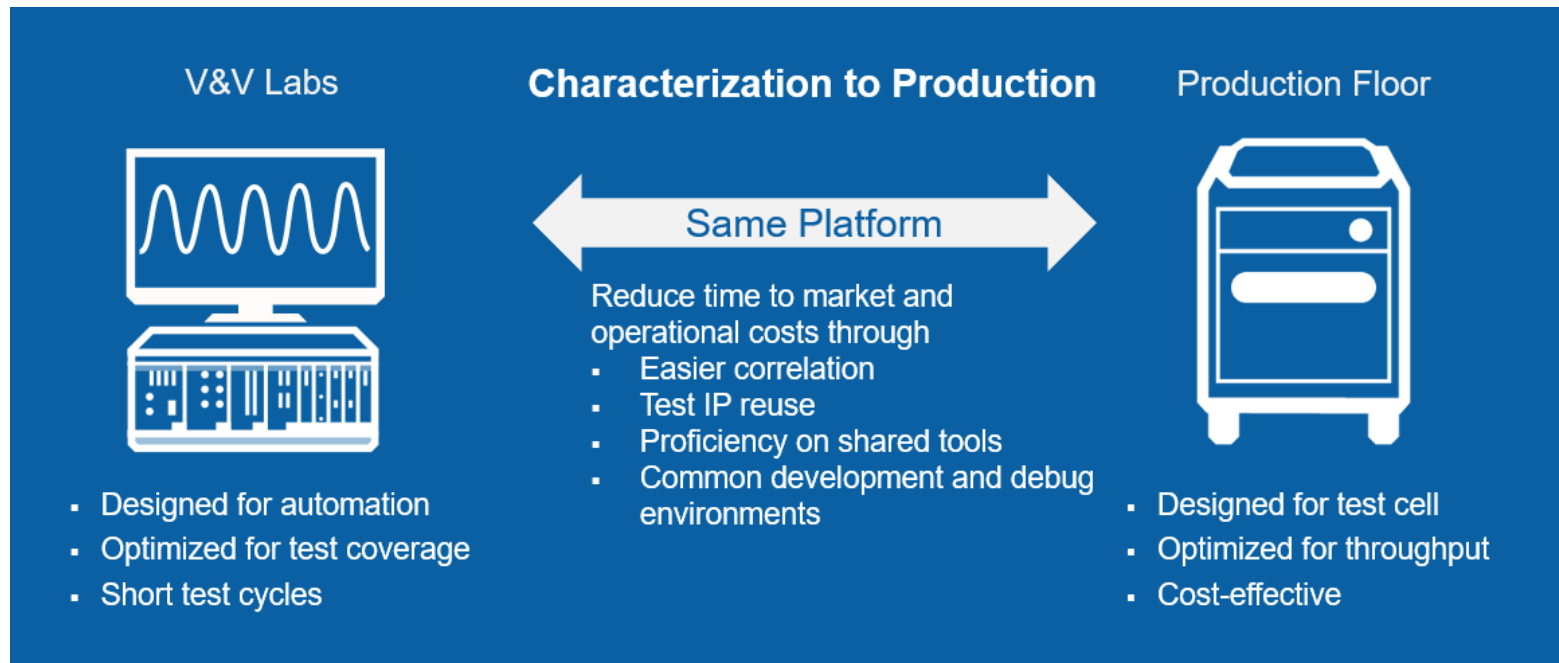 V&V Labs
Characterization to Production
Production Floor
Same Platform
Reduce time to market and
operational costs through
▪ Easier correlation
▪ Test IP reuse
▪ Proficiency on shared tools
▪ Common development and debug
environments
▪ Designed for automation
▪ Optimized for test coverage
▪ Short test cycles
▪ Designed for test cell
▪ Optimized for throughput
▪ Cost-effective